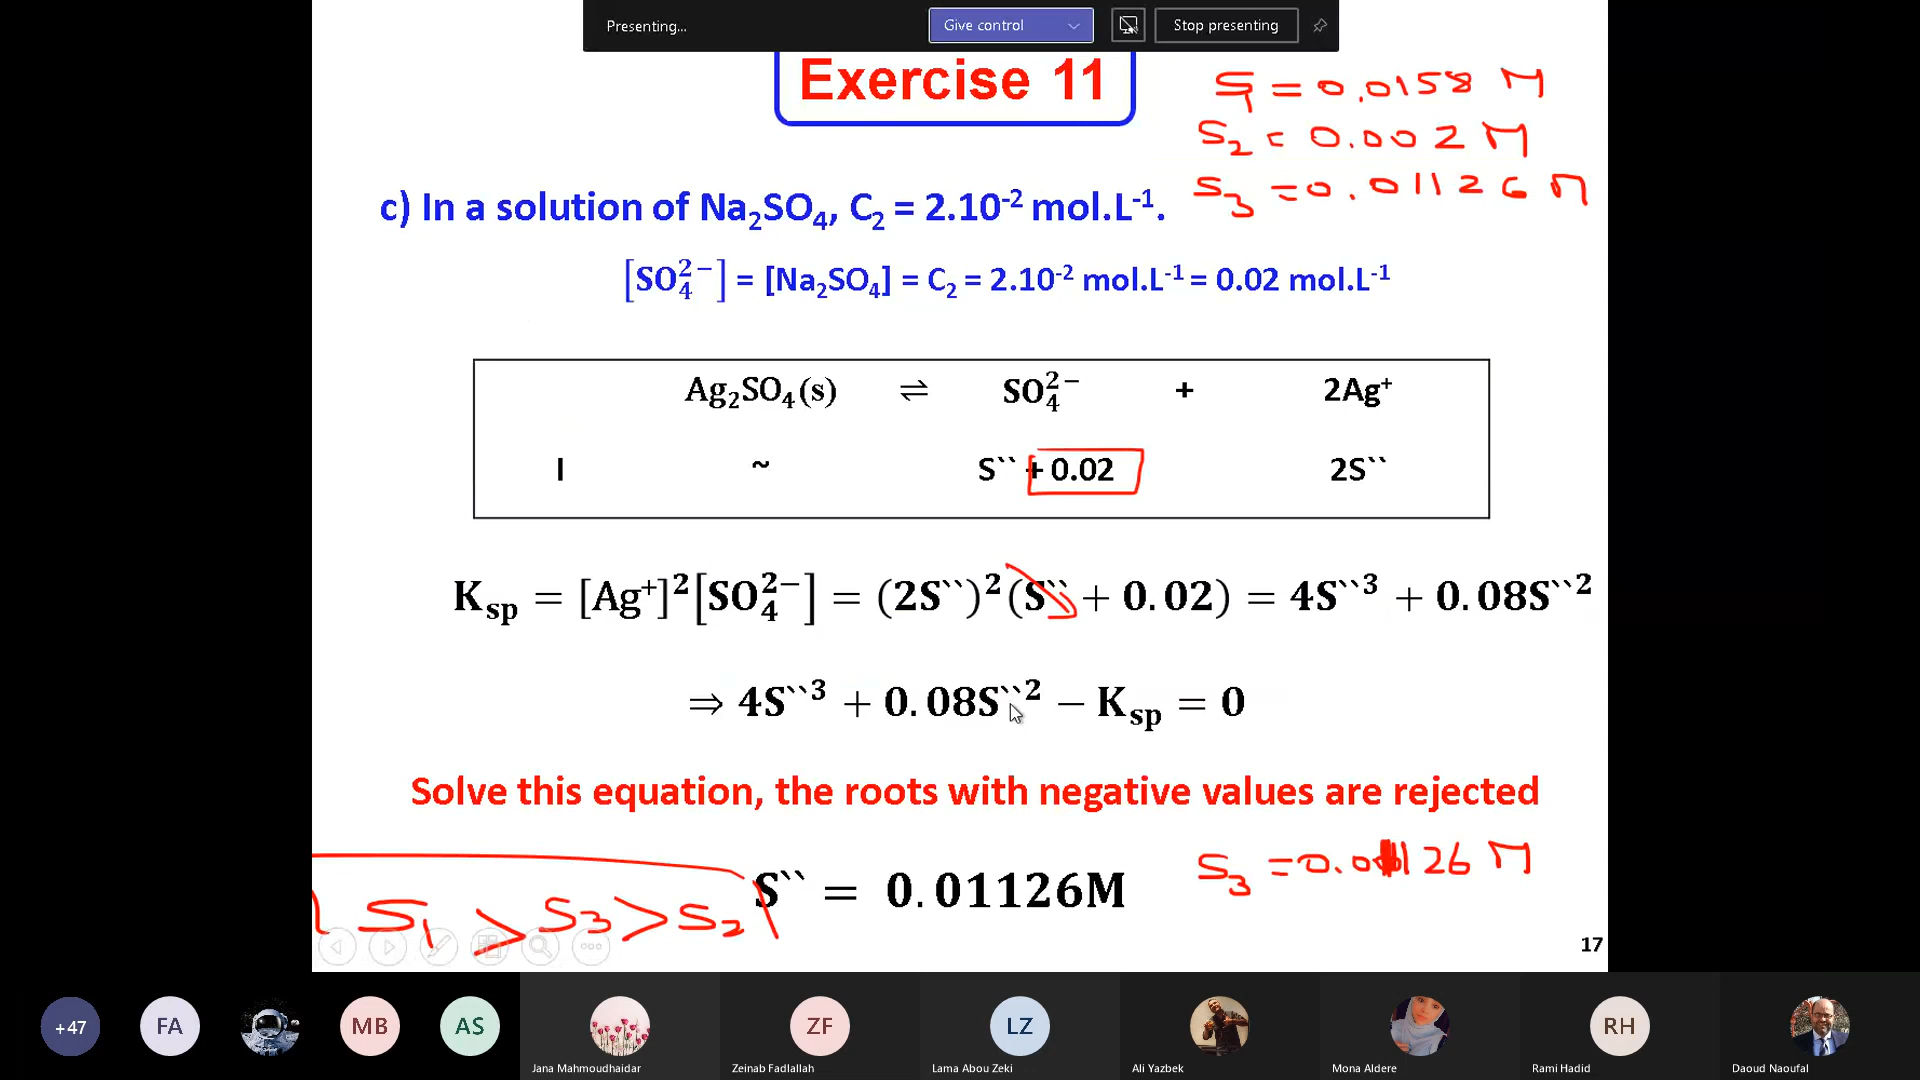 Presenting...
Give control
Stop presenting
Exercise 11
S1 = 0.0158 M
S2 = 0.002 M
S3 = 0.01126 M
c) In a solution of Na₂SO₄, C₂ = 2.10⁻² mol.L⁻¹.
[SO₄²⁻] = [Na₂SO₄] = C₂ = 2.10⁻² mol.L⁻¹ = 0.02 mol.L⁻¹
Ag₂SO₄(s) ⇌ SO₄²⁻ + 2Ag⁺
I ~ S`` + 0.02 2S``
Kₛₚ = [Ag⁺]²[SO₄²⁻] = (2S``)²(S`` + 0.02) = 4S``³ + 0.08S``²
⇒ 4S``³ + 0.08S``² − Kₛₚ = 0
Solve this equation, the roots with negative values are rejected
S`` = 0.01126M
S3 = 0.01126 M
S1 > S3 > S2
17
+47
FA
MB
AS
ZF
LZ
RH
Jana Mahmoudhaidar
Zeinab Fadlallah
Lama Abou Zeki
Ali Yazbek
Mona Aldere
Rami Hadid
Daoud Naoufal